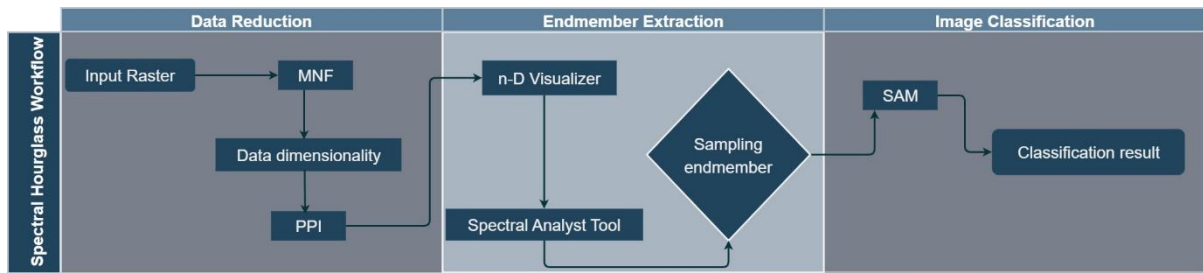 Data Reduction
Endmember Extraction
Image Classification
Spectral Hourglass Workflow
Input Raster
MNF
Data dimensionality
PPI
n-D Visualizer
Spectral Analyst Tool
Sampling
endmember
SAM
Classification result